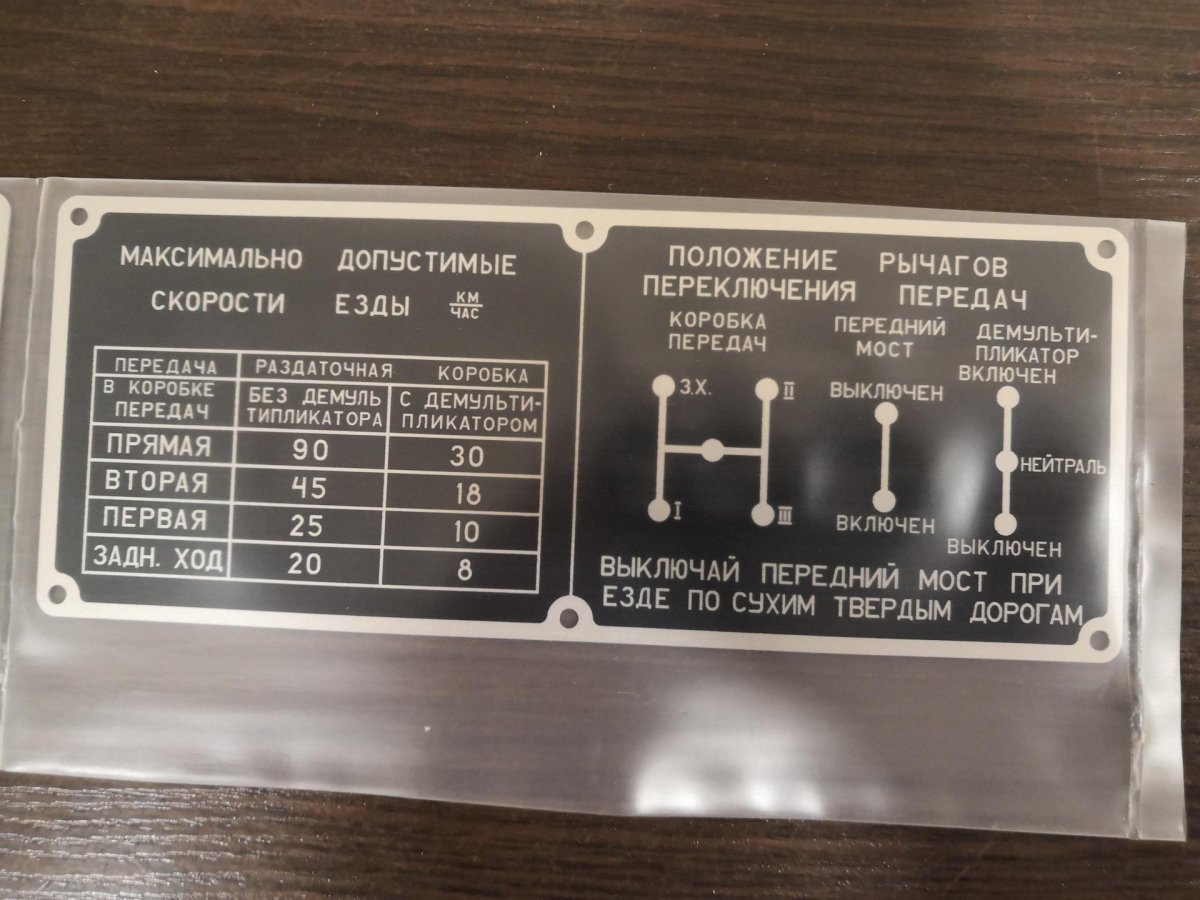 МАКСИМАЛЬНО ДОПУСТИМЫЕ
СКОРОСТИ ЕЗДЫ КМ/ЧАС
ПЕРЕДАЧА В КОРОБКЕ ПЕРЕДАЧ
РАЗДАТОЧНАЯ КОРОБКА
БЕЗ ДЕМУЛЬ
ТИПЛИКАТОРА
С ДЕМУЛЬТИ-
ПЛИКАТОРОМ
ПРЯМАЯ 90 30
ВТОРАЯ 45 18
ПЕРВАЯ 25 10
ЗАДН. ХОД 20 8
ПОЛОЖЕНИЕ РЫЧАГОВ
ПЕРЕКЛЮЧЕНИЯ ПЕРЕДАЧ
КОРОБКА
ПЕРЕДАЧ
З.Х. II
I III
ПЕРЕДНИЙ
МОСТ
ВЫКЛЮЧЕН
ВКЛЮЧЕН
ДЕМУЛЬТИ-
ПЛИКАТОР
ВКЛЮЧЕН
НЕЙТРАЛЬ
ВЫКЛЮЧЕН
ВЫКЛЮЧАЙ ПЕРЕДНИЙ МОСТ ПРИ
ЕЗДЕ ПО СУХИМ ТВЕРДЫМ ДОРОГАМ